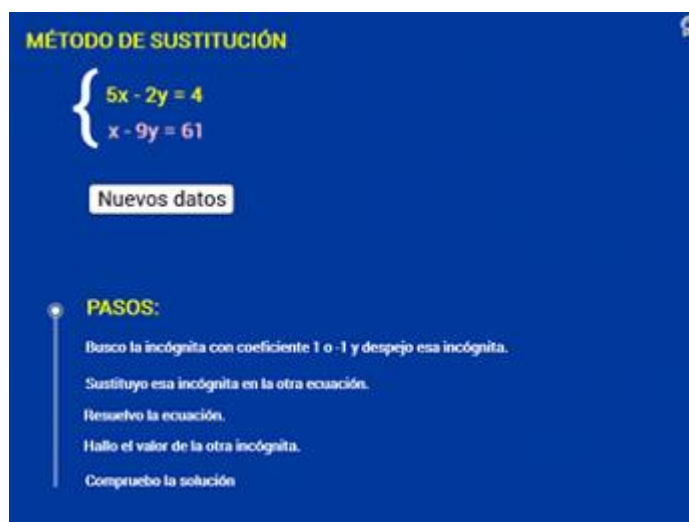 MÉTODO DE SUSTITUCIÓN
5x - 2y = 4
x - 9y = 61
Nuevos datos
PASOS:
Busco la incógnita con coeficiente 1 o -1 y despejo esa incógnita.
Sustituyo esa incógnita en la otra ecuación.
Resuelvo la ecuación.
Hallo el valor de la otra incógnita.
Compruebo la solución